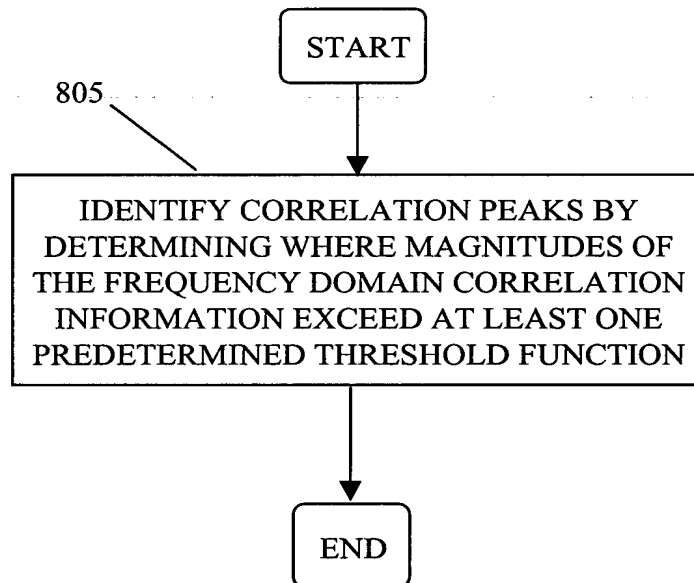 START
805
IDENTIFY CORRELATION PEAKS BY
DETERMINING WHERE MAGNITUDES OF
THE FREQUENCY DOMAIN CORRELATION
INFORMATION EXCEED AT LEAST ONE
PREDETERMINED THRESHOLD FUNCTION
END